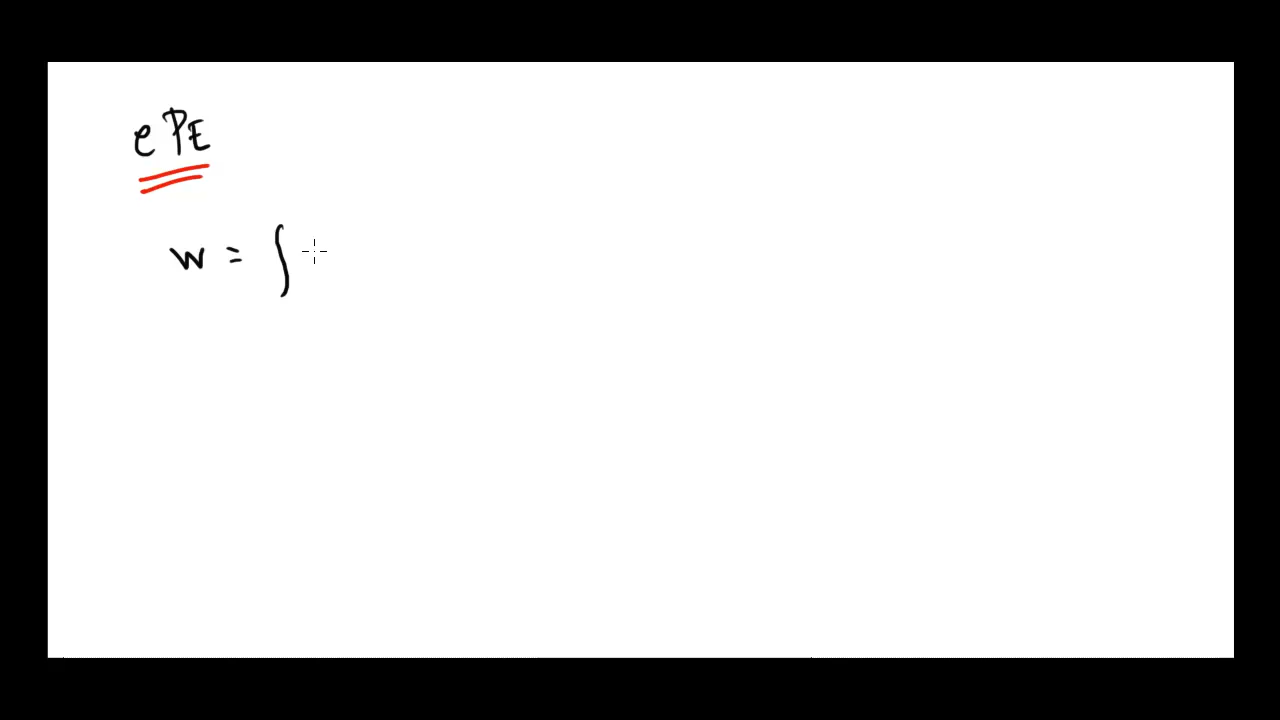 ePE
w = ∫